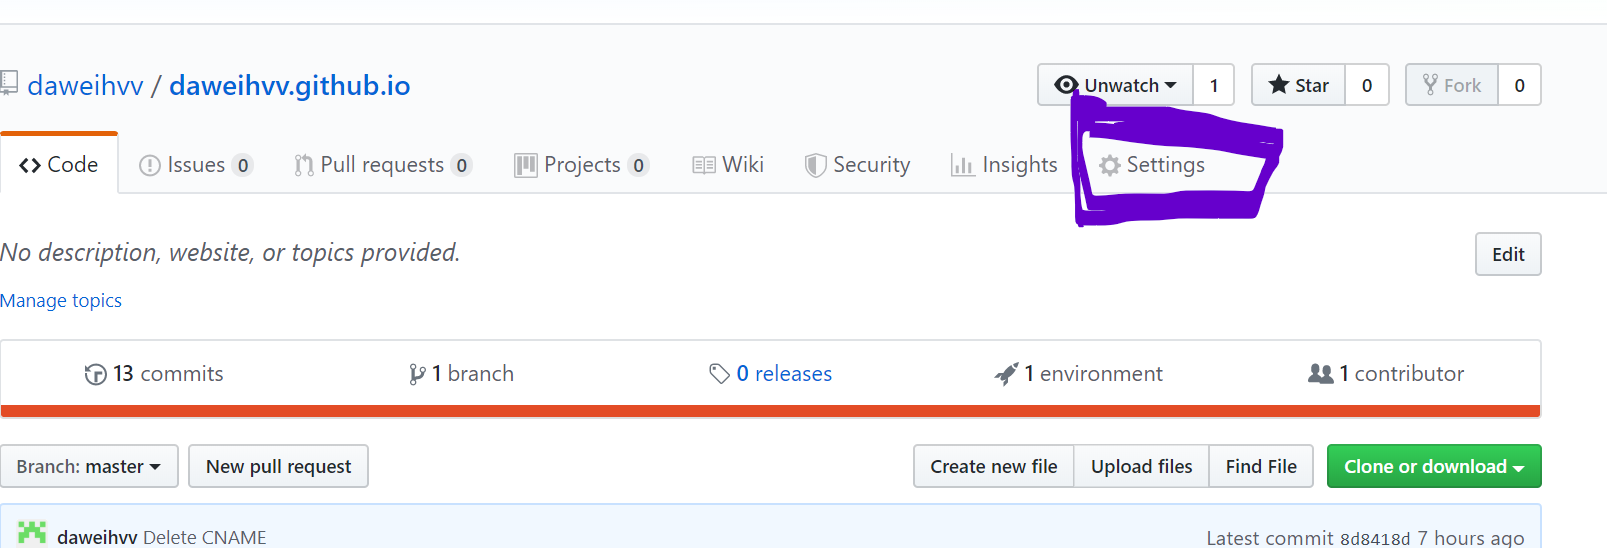 daweihvv / daweihvv.github.io
Unwatch 1 Star 0 Fork 0
Code Issues 0 Pull requests 0 Projects 0 Wiki Security Insights Settings
No description, website, or topics provided.
Edit
Manage topics
13 commits 1 branch 0 releases 1 environment 1 contributor
Branch: master New pull request Create new file Upload files Find File Clone or download
daweihvv Delete CNAME Latest commit 8d8418d 7 hours ago